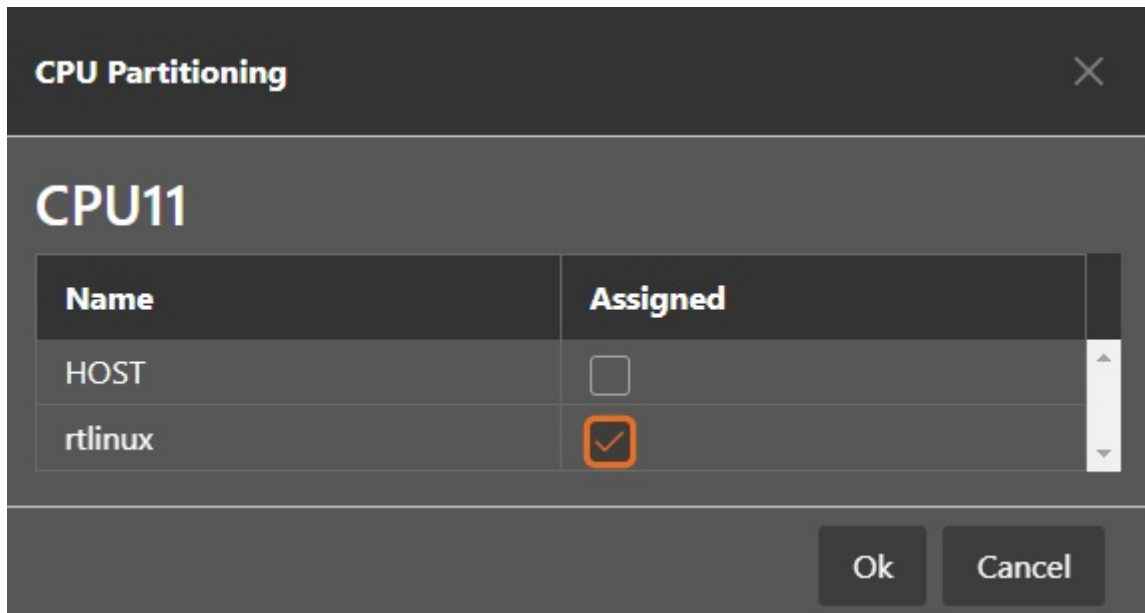 CPU Partitioning
CPU11
Name Assigned
HOST
rtlinux
Ok Cancel